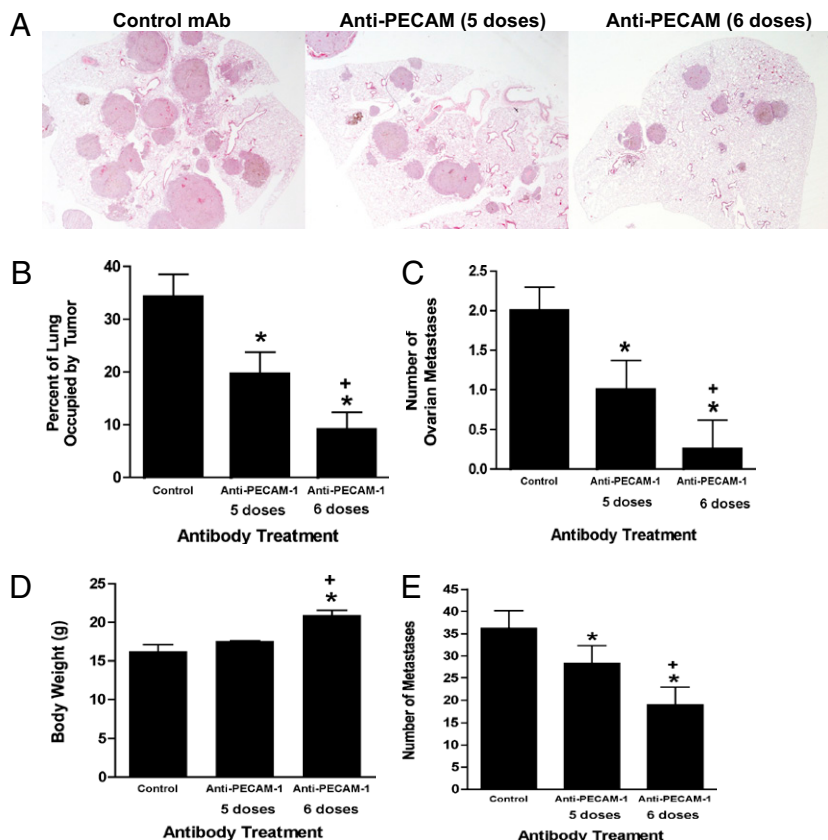 A
Control mAb
Anti-PECAM (5 doses)
Anti-PECAM (6 doses)
B
Percent of Lung
Occupied by Tumor
40
30
20
10
0
*
+
*
Control
Anti-PECAM-1
5 doses
Anti-PECAM-1
6 doses
Antibody Treatment
C
Number of
Ovarian Metastases
2.5
2.0
1.5
1.0
0.5
0.0
*
+
*
Control
Anti-PECAM-1
5 doses
Anti-PECAM-1
6 doses
Antibody Treatment
D
Body Weight (g)
25
20
15
10
5
0
+
*
Control
Anti-PECAM-1
5 doses
Anti-PECAM-1
6 doses
Antibody Treatment
E
Number of Metastases
45
40
35
30
25
20
15
10
5
0
*
+
*
Control
Anti-PECAM-1
5 doses
Anti-PECAM-1
6 doses
Antibody Treament